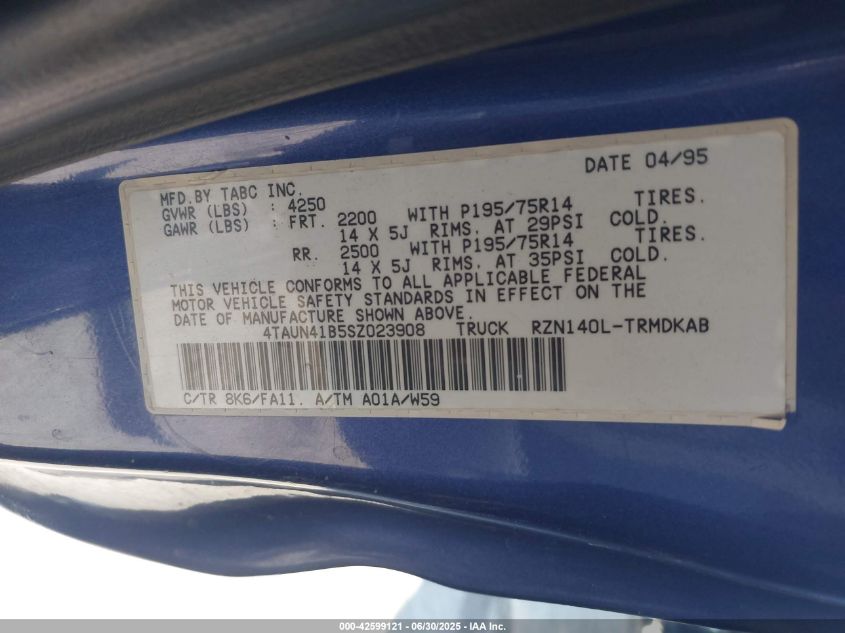 DATE 04/95
MFD.BY TABC INC.
GVWR (LBS) : 4250
GAWR (LBS) : FRT. 2200 WITH P195/75R14 TIRES.
14 X 5J RIMS, AT 29PSI COLD.
RR. 2500 WITH P195/75R14 TIRES.
14 X 5J RIMS, AT 35PSI COLD.
THIS VEHICLE CONFORMS TO ALL APPLICABLE FEDERAL
MOTOR VEHICLE SAFETY STANDARDS IN EFFECT ON THE
DATE OF MANUFACTURE SHOWN ABOVE.
4TAUN41B5SZ023908 TRUCK RZN140L-TRMDKAB
C/TR 8K6/FA11. A/TM A01A/W59
000-42599121 - 06/30/2025 - IAA Inc.